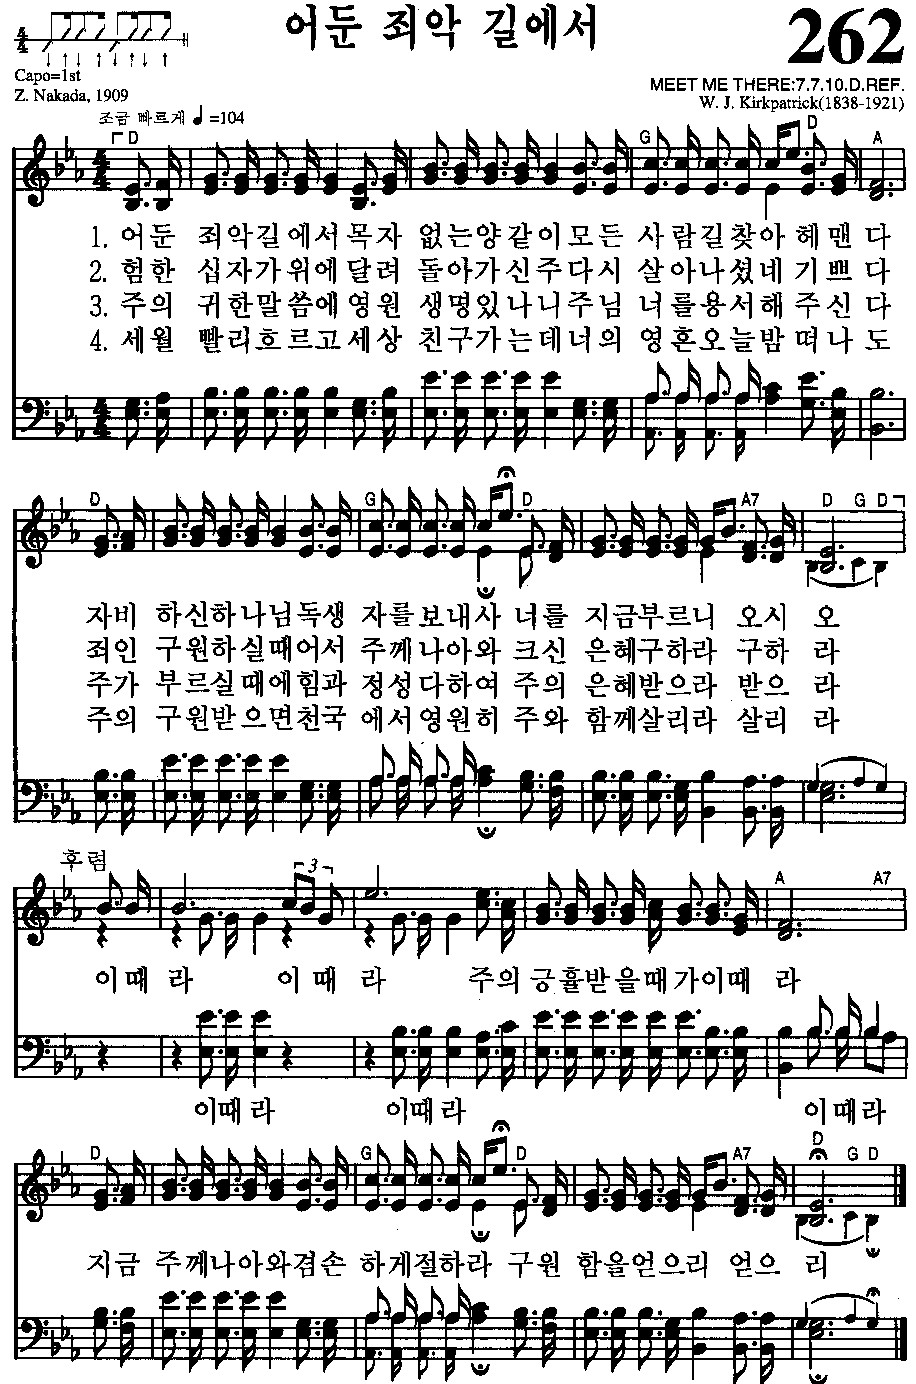 어둔 죄악 길에서
262
4/4
Capo=1st
Z. Nakada, 1909
MEET ME THERE:7.7.10.D.REF.
W. J. Kirkpatrick(1838-1921)
조금 빠르게 ♩=104
D G D A
1. 어둔 죄악길에서목자 없는양같이모든 사람길찾아 헤맨 다
2. 험한 십자가위에달려 돌아가신주다시 살아나셨네 기쁘 다
3. 주의 귀한말씀에영원 생명있나니주님 너를용서해 주신 다
4. 세월 빨리흐르고세상 친구가는데너의 영혼오늘밤 떠나 도
D G D A7 D G D
자비 하신하나님독생 자를보내사 너를 지금부르니 오시 오
죄인 구원하실때어서 주께나아와 크신 은혜구하라 구하 라
주가 부르실때에힘과 정성다하여 주의 은혜받으라 받으 라
주의 구원받으면천국 에서영원히 주와 함께살리라 살리 라
후렴
3
A A7
이때 라 이때 라 주의 긍휼받을때가이때 라
이때라 이때라 이때라
D G D A7 D G D
지금 주께나아와겸손 하게절하라 구원 함을얻으리 얻으 리